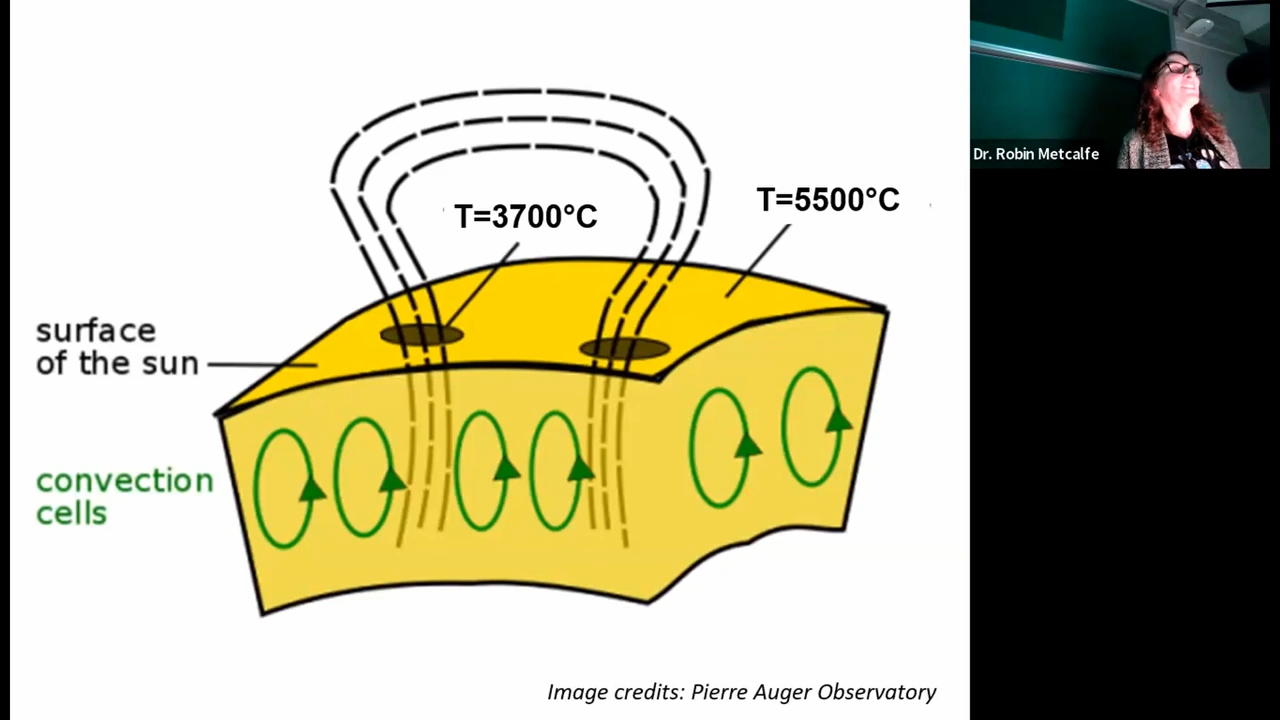 T=3700°C
T=5500°C
surface
of the sun
convection
cells
Image credits: Pierre Auger Observatory
Dr. Robin Metcalfe